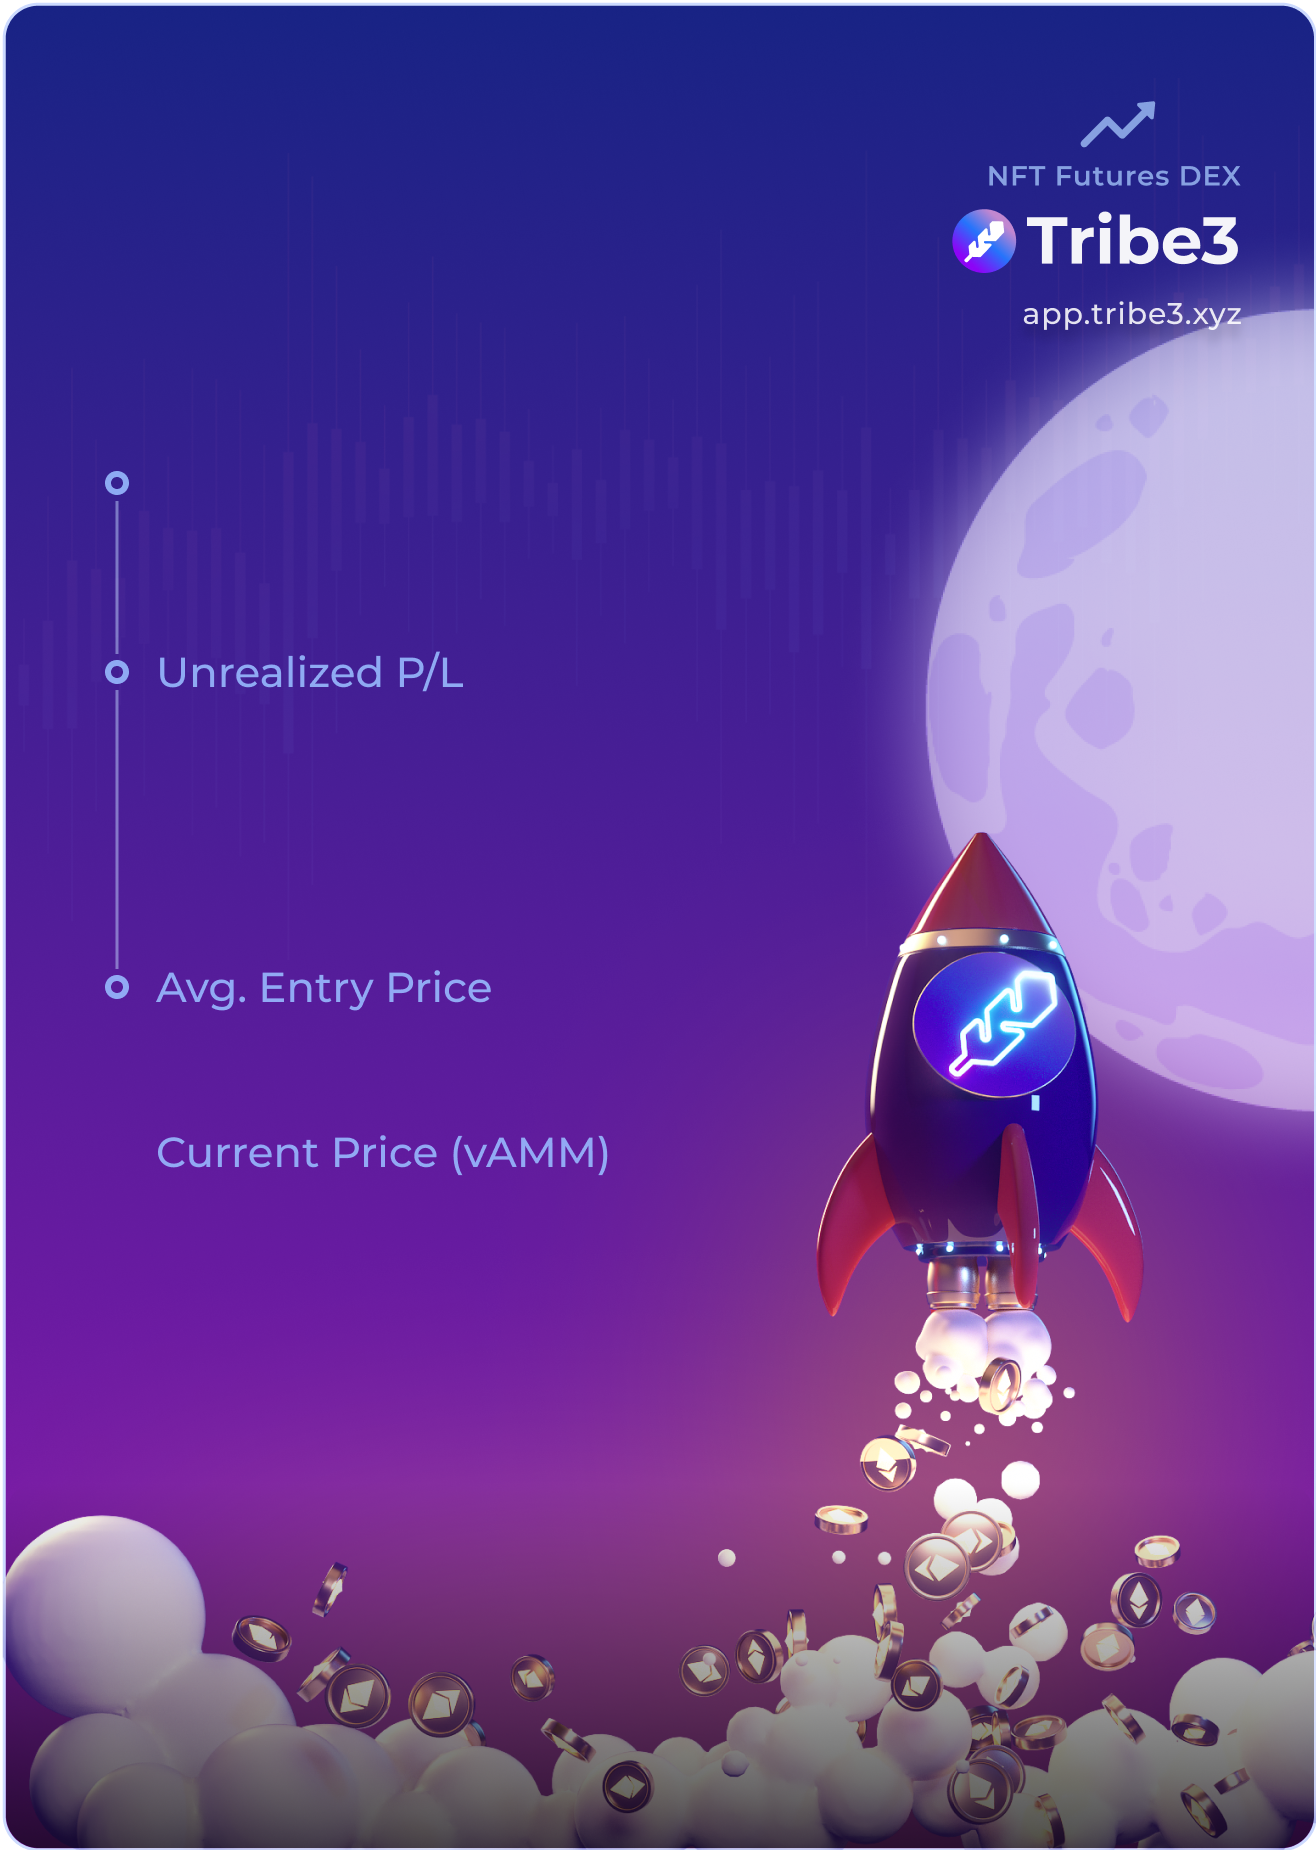 NFT Futures DEX
Tribe3
app.tribe3.xyz
Unrealized P/L
Avg. Entry Price
Current Price (vAMM)